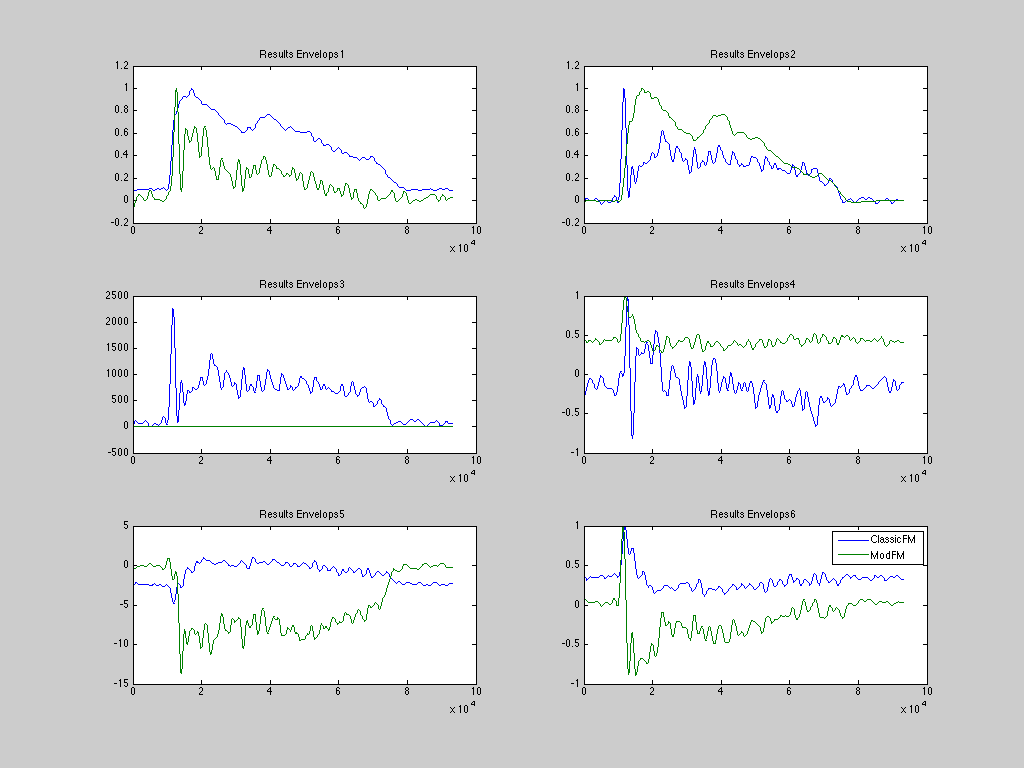 Results Envelops1
1.2
1
0.8
0.6
0.4
0.2
0
-0.2
0 2 4 6 8 10
x 10^4
Results Envelops2
1.2
1
0.8
0.6
0.4
0.2
0
-0.2
0 2 4 6 8 10
x 10^4
Results Envelops3
2500
2000
1500
1000
500
0
-500
0 2 4 6 8 10
x 10^4
Results Envelops4
1
0.5
0
-0.5
-1
0 2 4 6 8 10
x 10^4
Results Envelops5
5
0
-5
-10
-15
0 2 4 6 8 10
x 10^4
Results Envelops6
1
0.5
0
-0.5
-1
0 2 4 6 8 10
x 10^4
ClassicFM
ModFM